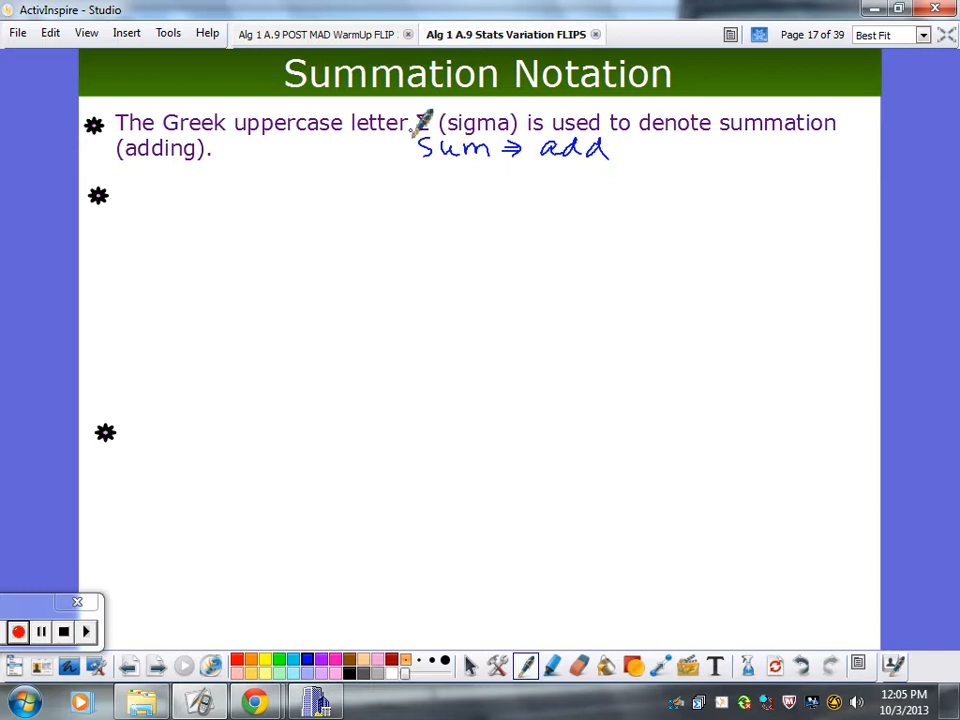 ActivInspire - Studio
File Edit View Insert Tools Help
Alg 1 A.9 POST MAD WarmUp FLIP
Alg 1 A.9 Stats Variation FLIPS
Page 17 of 39
Best Fit
Summation Notation
The Greek uppercase letter Σ (sigma) is used to denote summation
(adding).
Sum ⇒ add
12:05 PM
10/3/2013